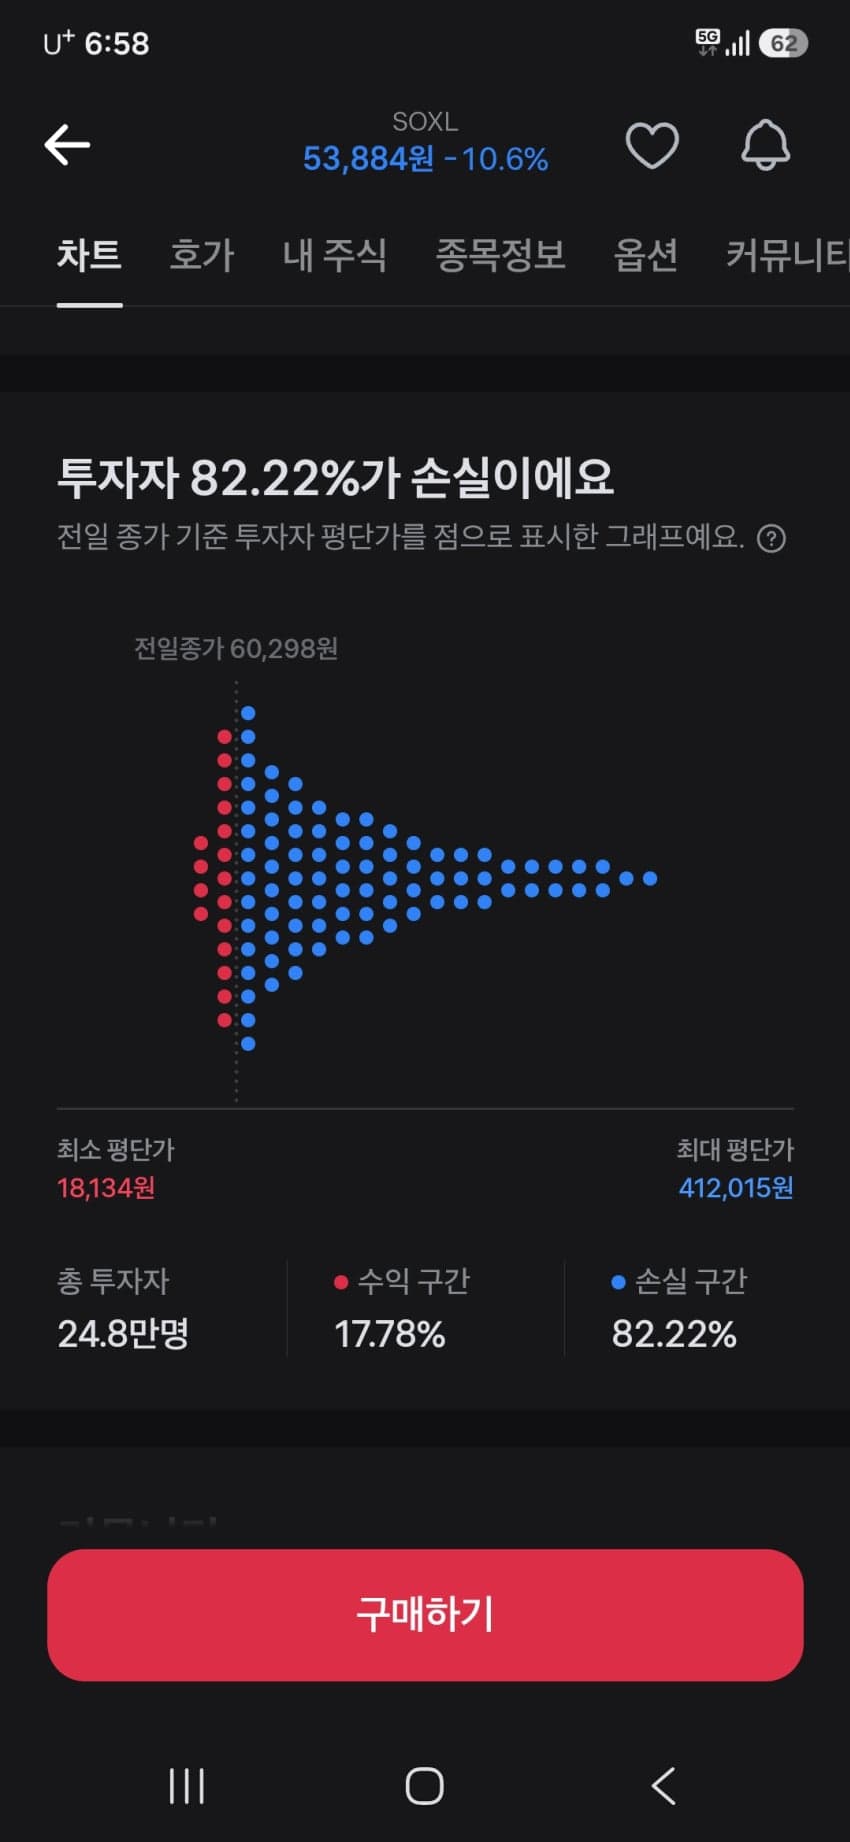 U+ 6:58
5G
62
SOXL
53,884원 -10.6%
차트 호가 내 주식 종목정보 옵션 커뮤니티
투자자 82.22%가 손실이에요
전일 종가 기준 투자자 평단가를 점으로 표시한 그래프예요. ?
전일종가 60,298원
최소 평단가 최대 평단가
18,134원 412,015원
총 투자자 수익 구간 손실 구간
24.8만명 17.78% 82.22%
구매하기